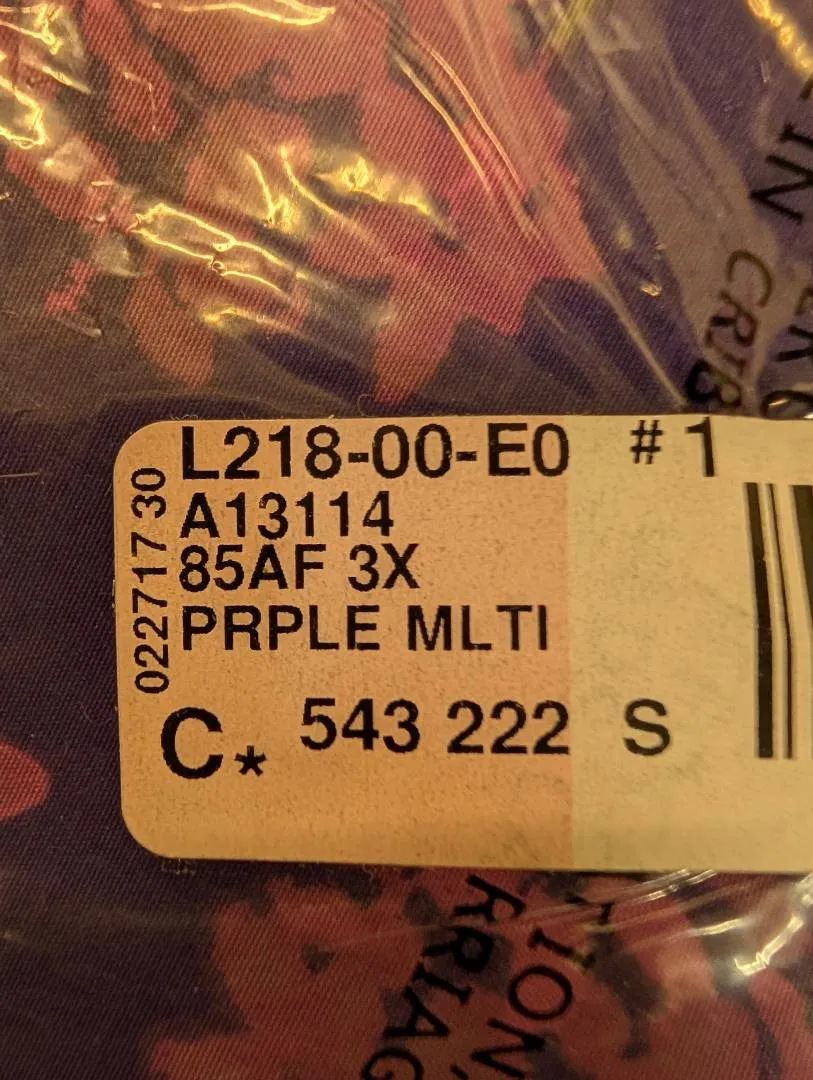 L218-00-E0 #1
A13114
85AF 3X
PRPLE MLTI
C* 543 222 S
022717 30